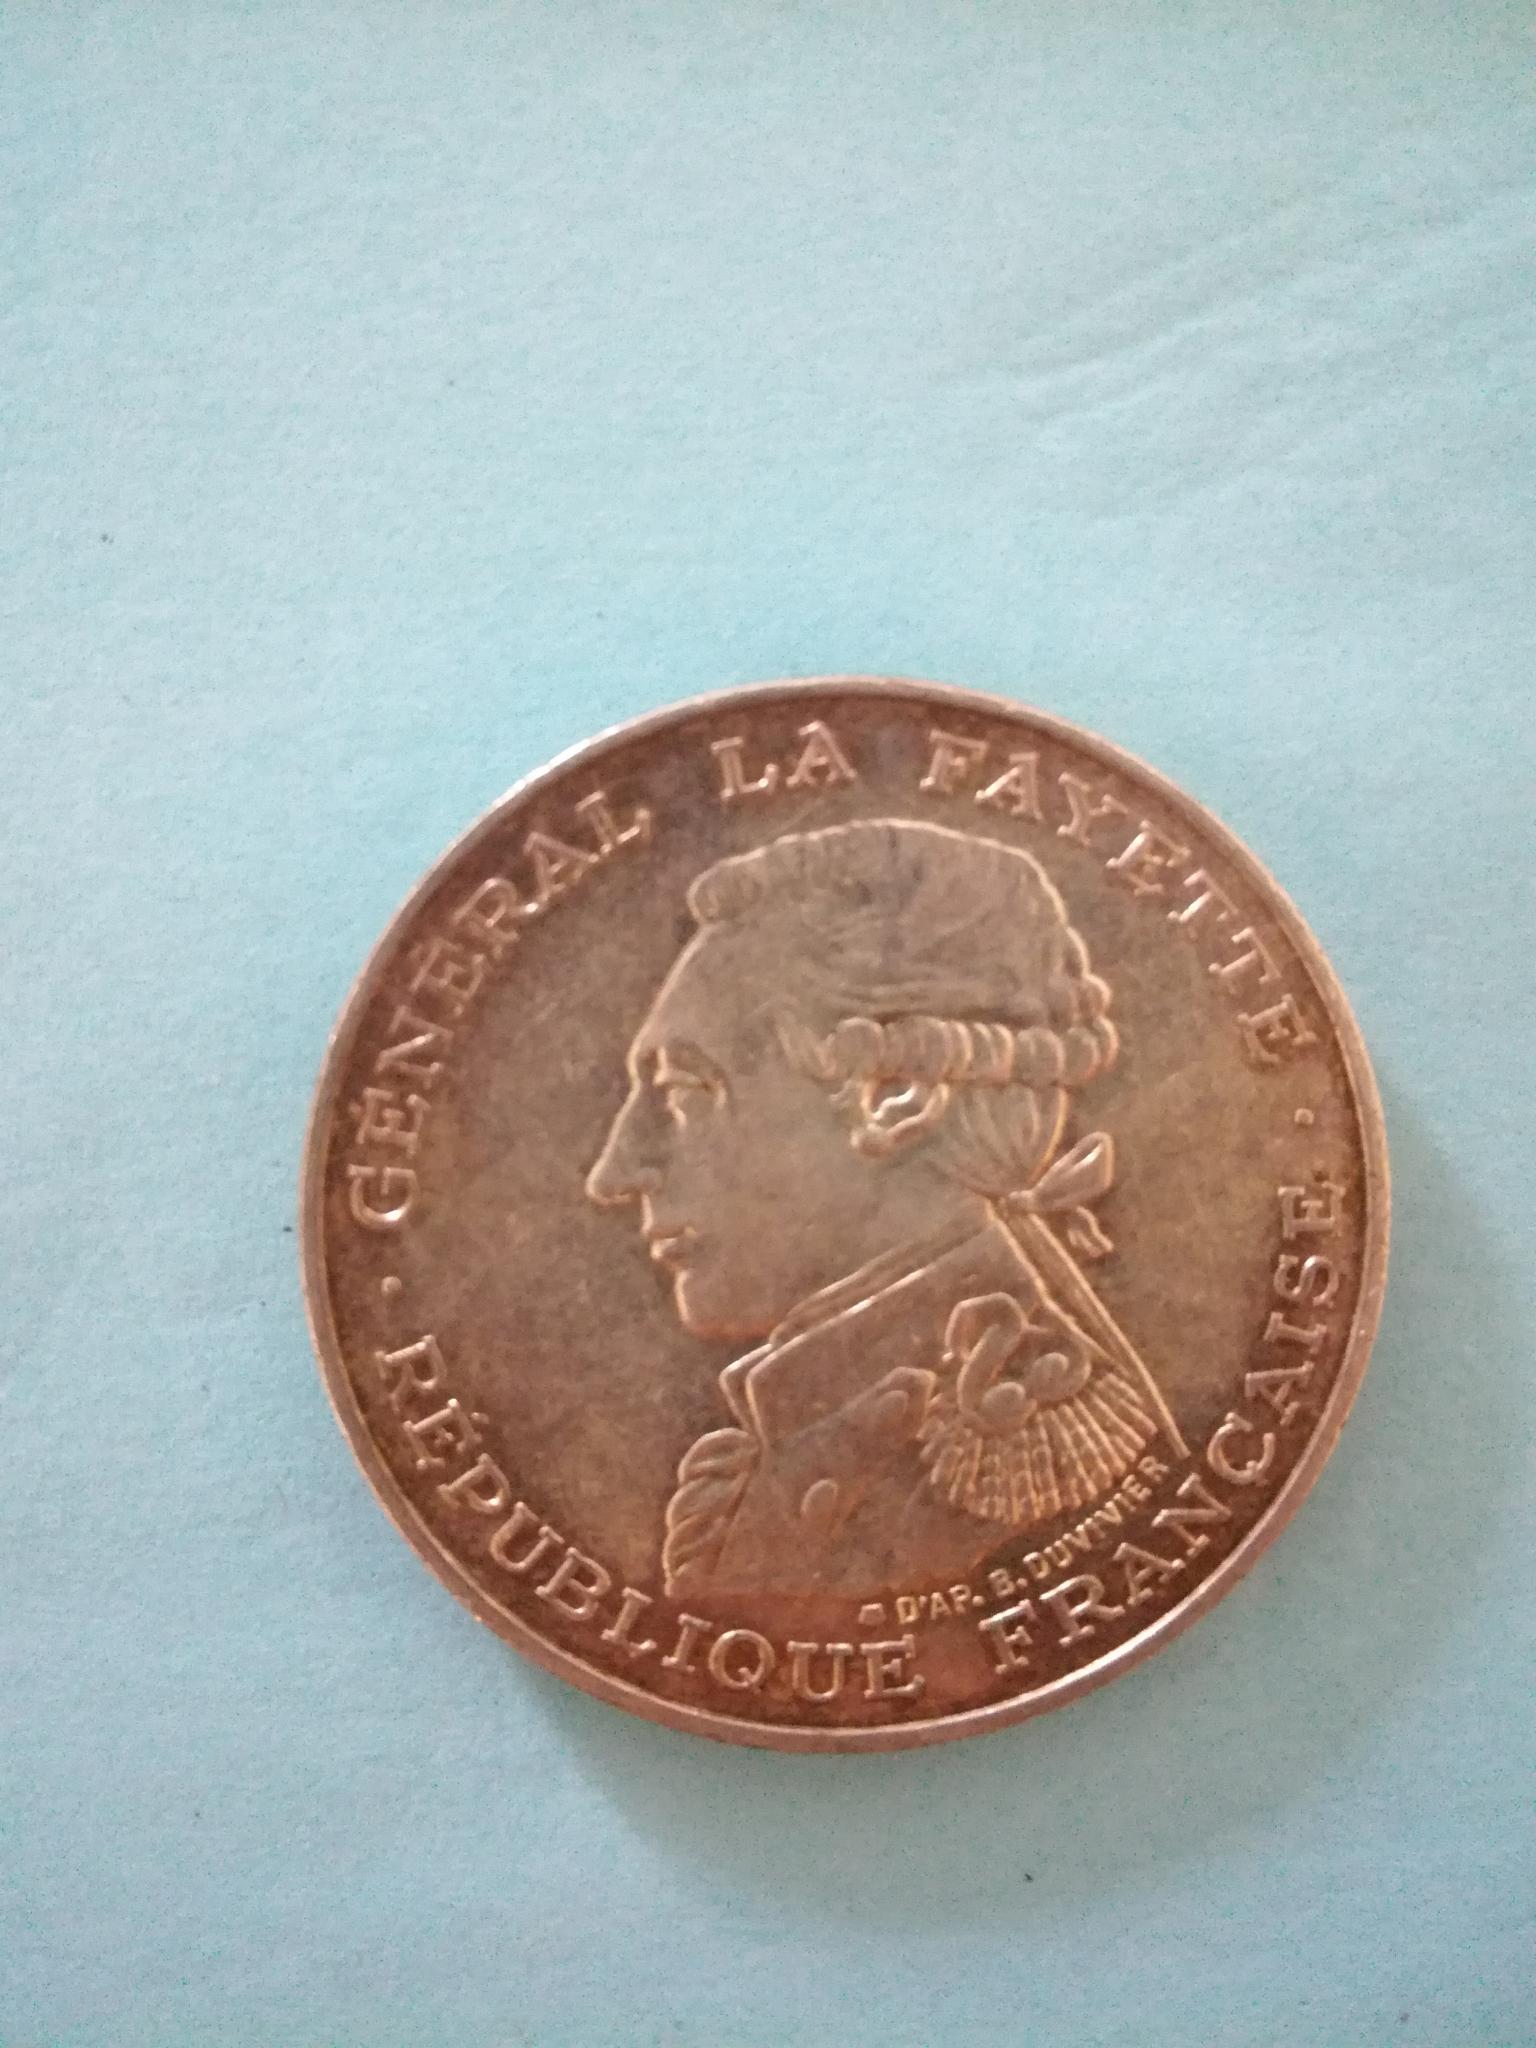 · GÉNÉRAL LA FAYETTE ·
D'AP. B. DUVIVIER
RÉPUBLIQUE FRANÇAISE